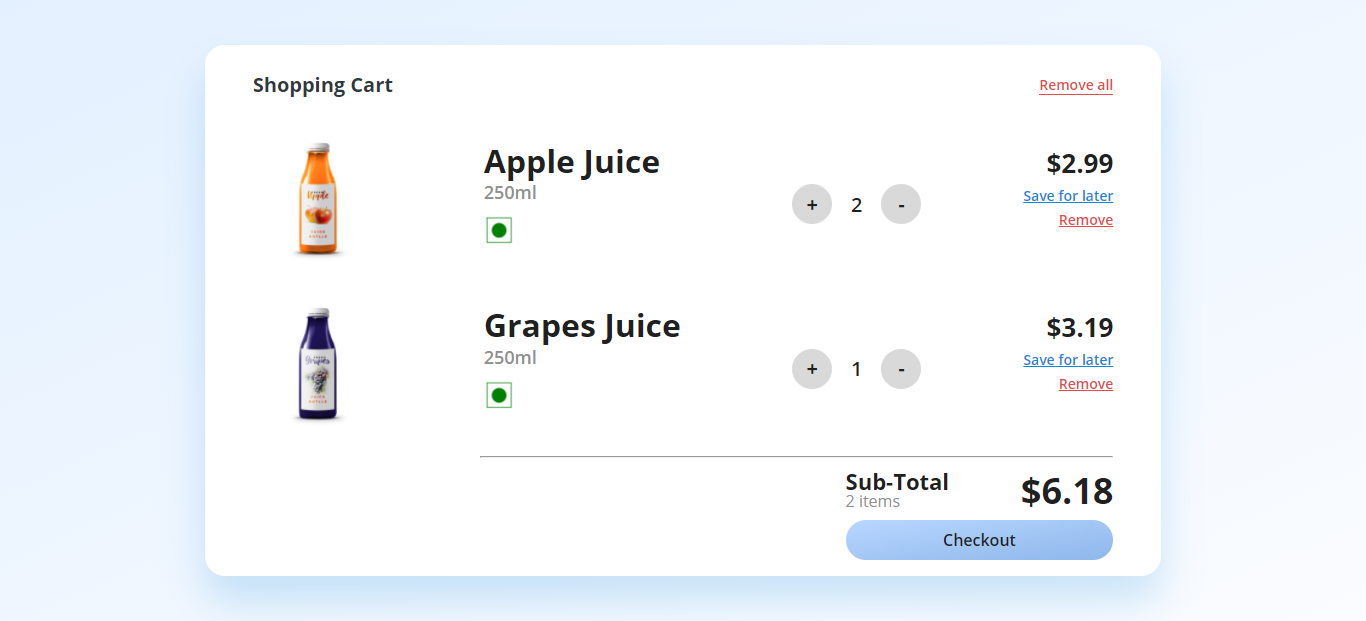 Shopping Cart
Remove all
Apple Juice
250ml
+ 2 -
$2.99
Save for later
Remove
Apple
Grapes Juice
250ml
+ 1 -
$3.19
Save for later
Remove
Sub-Total
2 items
$6.18
Checkout